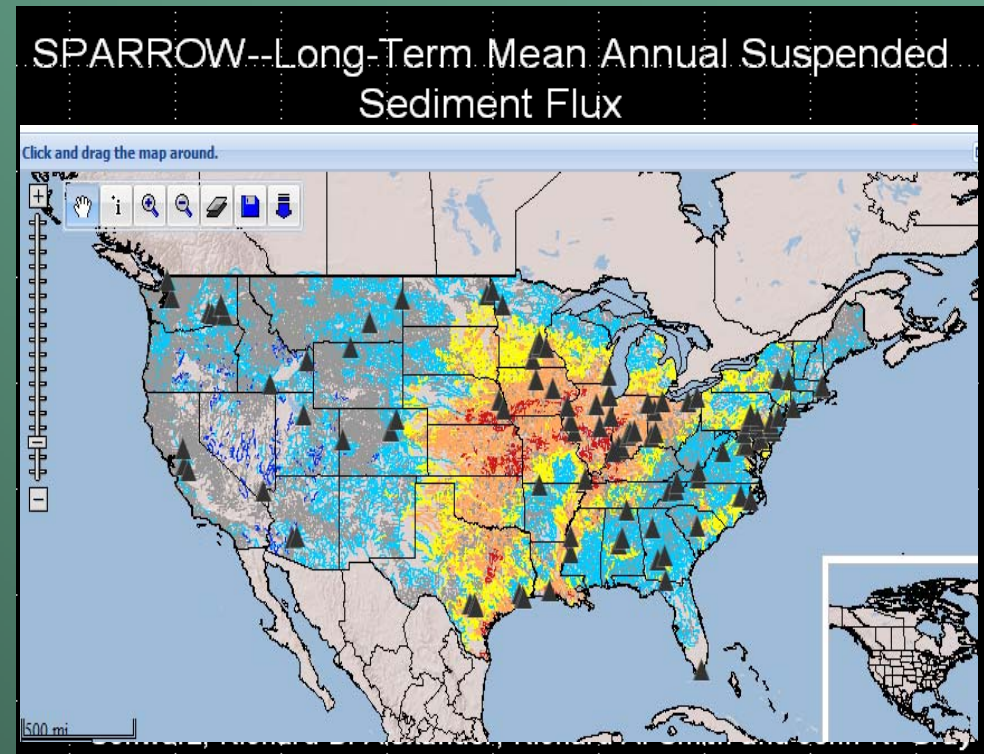 SPARROW--Long-Term Mean Annual Suspended
Sediment Flux
Click and drag the map around.
500 mi